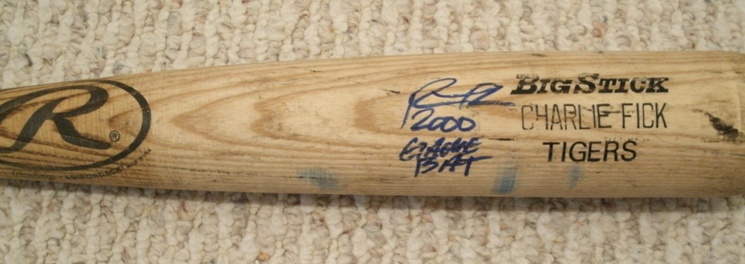 R
®
BIG STICK
CHARLIE FICK
TIGERS
2000
GAME
BAT